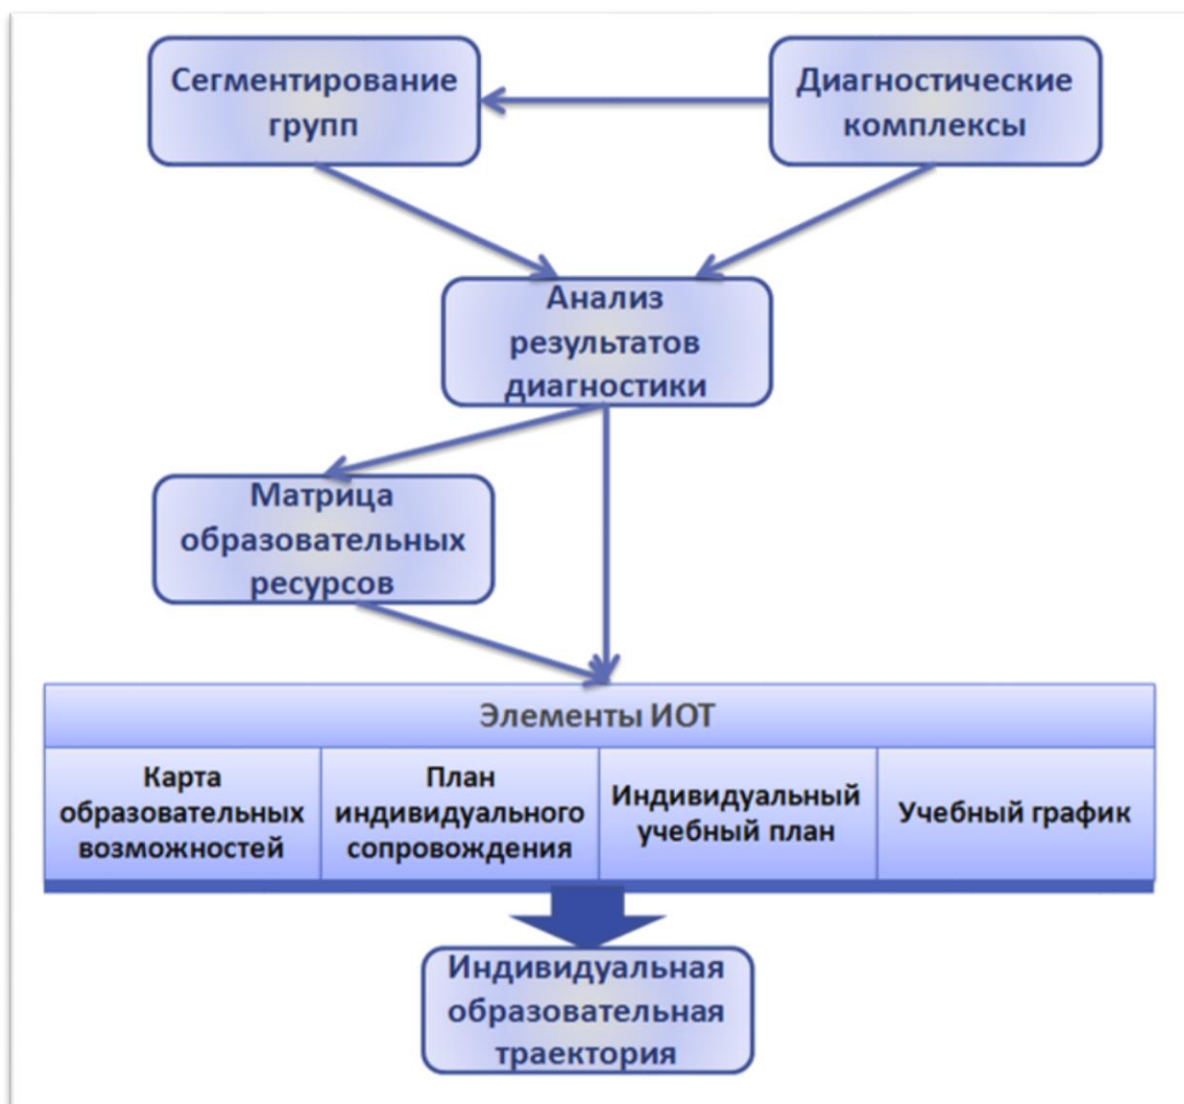 Сегментирование
групп
Диагностические
комплексы
Анализ
результатов
диагностики
Матрица
образовательных
ресурсов
Элементы ИОТ
Карта
образовательных
возможностей
План
индивидуального
сопровождения
Индивидуальный
учебный план
Учебный график
Индивидуальная
образовательная
траектория